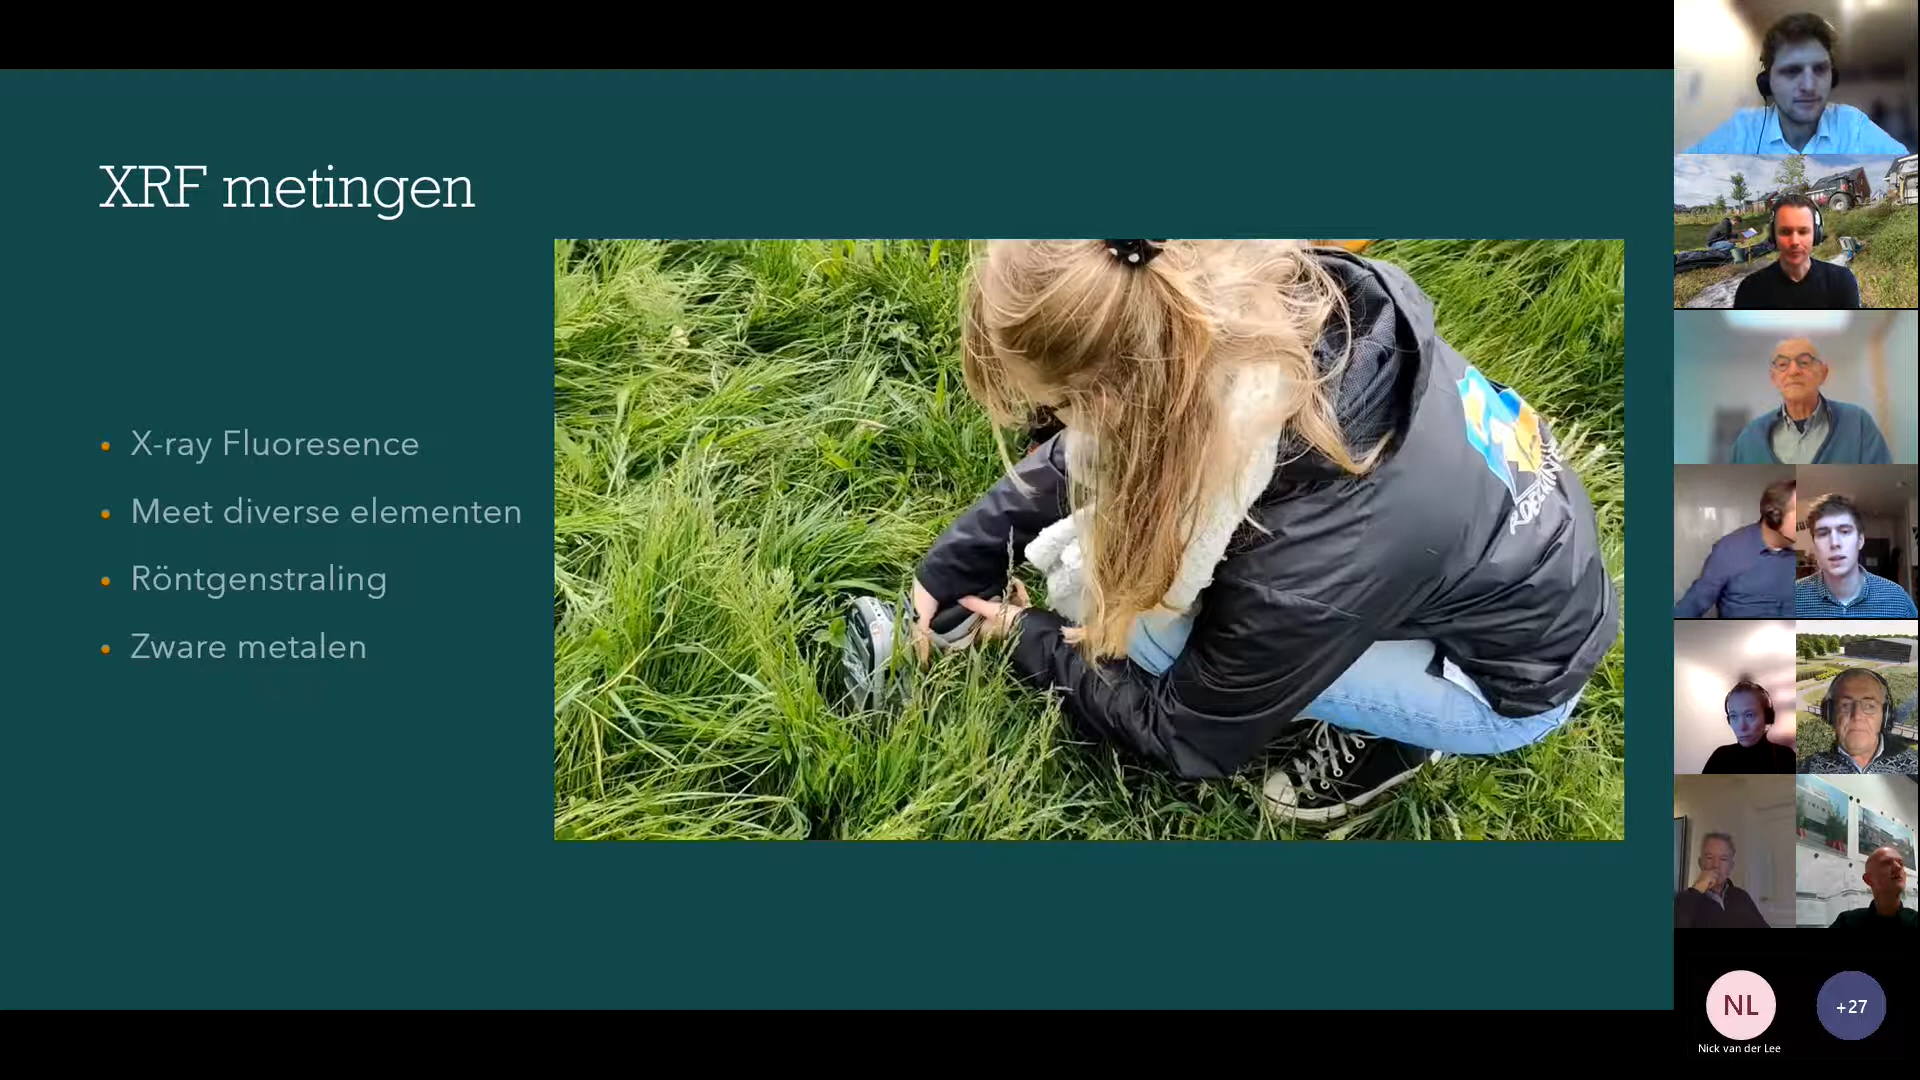 XRF metingen
X-ray Fluoresence
Meet diverse elementen
Röntgenstraling
Zware metalen
NL
+27
Nick van der Lee